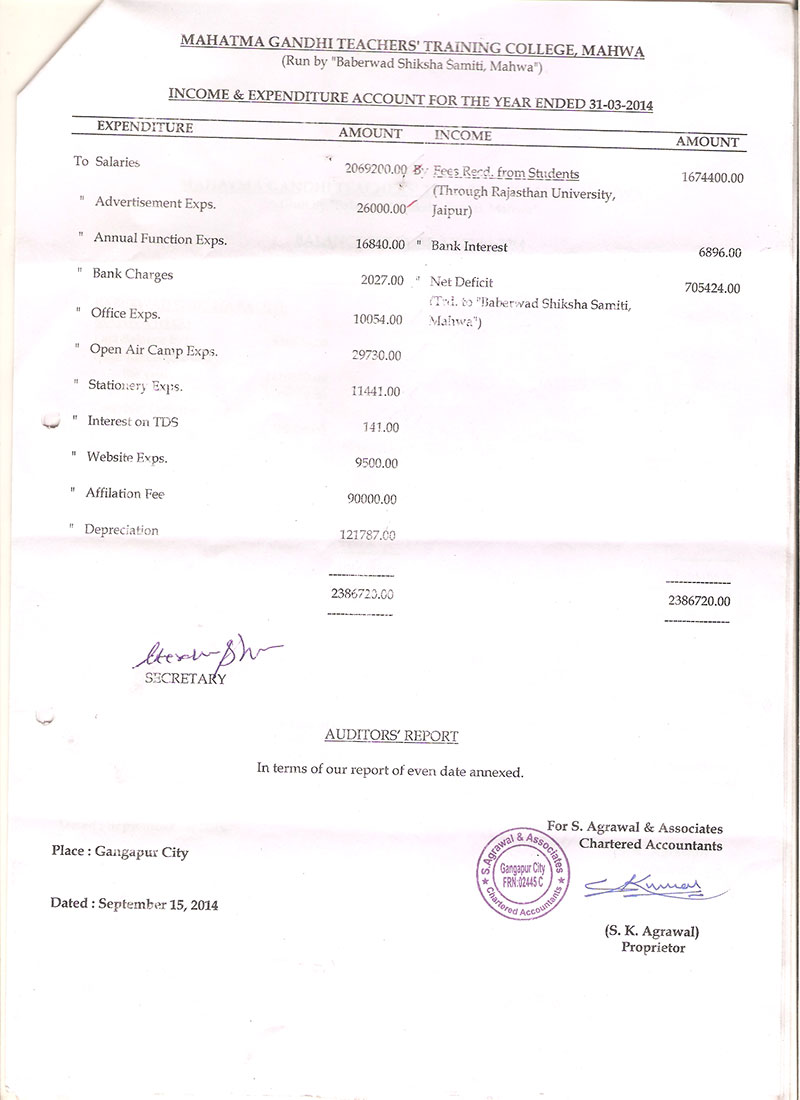 MAHATMA GANDHI TEACHERS' TRAINING COLLEGE, MAHWA
(Run by "Baberwad Shiksha Samiti, Mahwa")
INCOME & EXPENDITURE ACCOUNT FOR THE YEAR ENDED 31-03-2014
EXPENDITURE AMOUNT INCOME AMOUNT
To Salaries 2069200.00 By Fees Recd. from Students 1674400.00
(Through Rajasthan University,
" Advertisement Exps. 26000.00 Jaipur)
" Annual Function Exps. 16840.00 " Bank Interest 6896.00
" Bank Charges 2027.00 " Net Deficit 705424.00
(Trd. to "Baberwad Shiksha Samiti,
" Office Exps. 10054.00 Mahwa")
" Open Air Camp Exps. 29730.00
" Stationery Exps. 11441.00
" Interest on TDS 141.00
" Website Exps. 9500.00
" Affilation Fee 90000.00
" Depreciation 121787.00
2386720.00 2386720.00
SECRETARY
AUDITORS' REPORT
In terms of our report of even date annexed.
For S. Agrawal & Associates
Chartered Accountants
Place : Gangapur City
S. Agrawal & Associates
Gangapur City
FRN:02445 C
Chartered Accountants
Dated : September 15, 2014
(S. K. Agrawal)
Proprietor